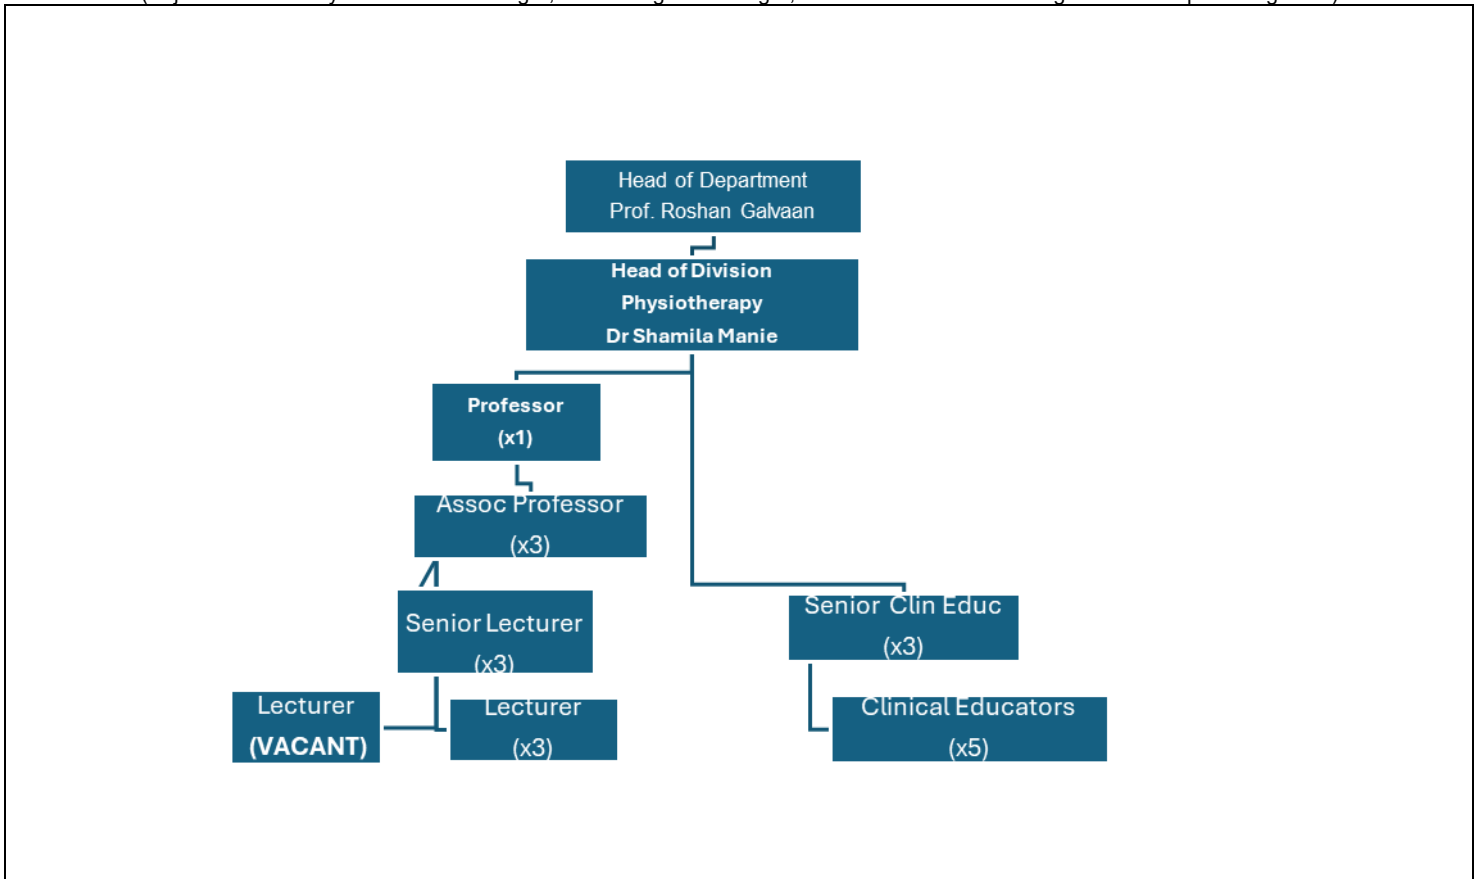 Head of Department
Prof. Roshan Galvaan
Head of Division
Physiotherapy
Dr Shamila Manie
Professor
(x1)
Assoc Professor
(x3)
Senior Lecturer
(x3)
Senior Clin Educ
(x3)
Lecturer
(VACANT)
Lecturer
(x3)
Clinical Educators
(x5)